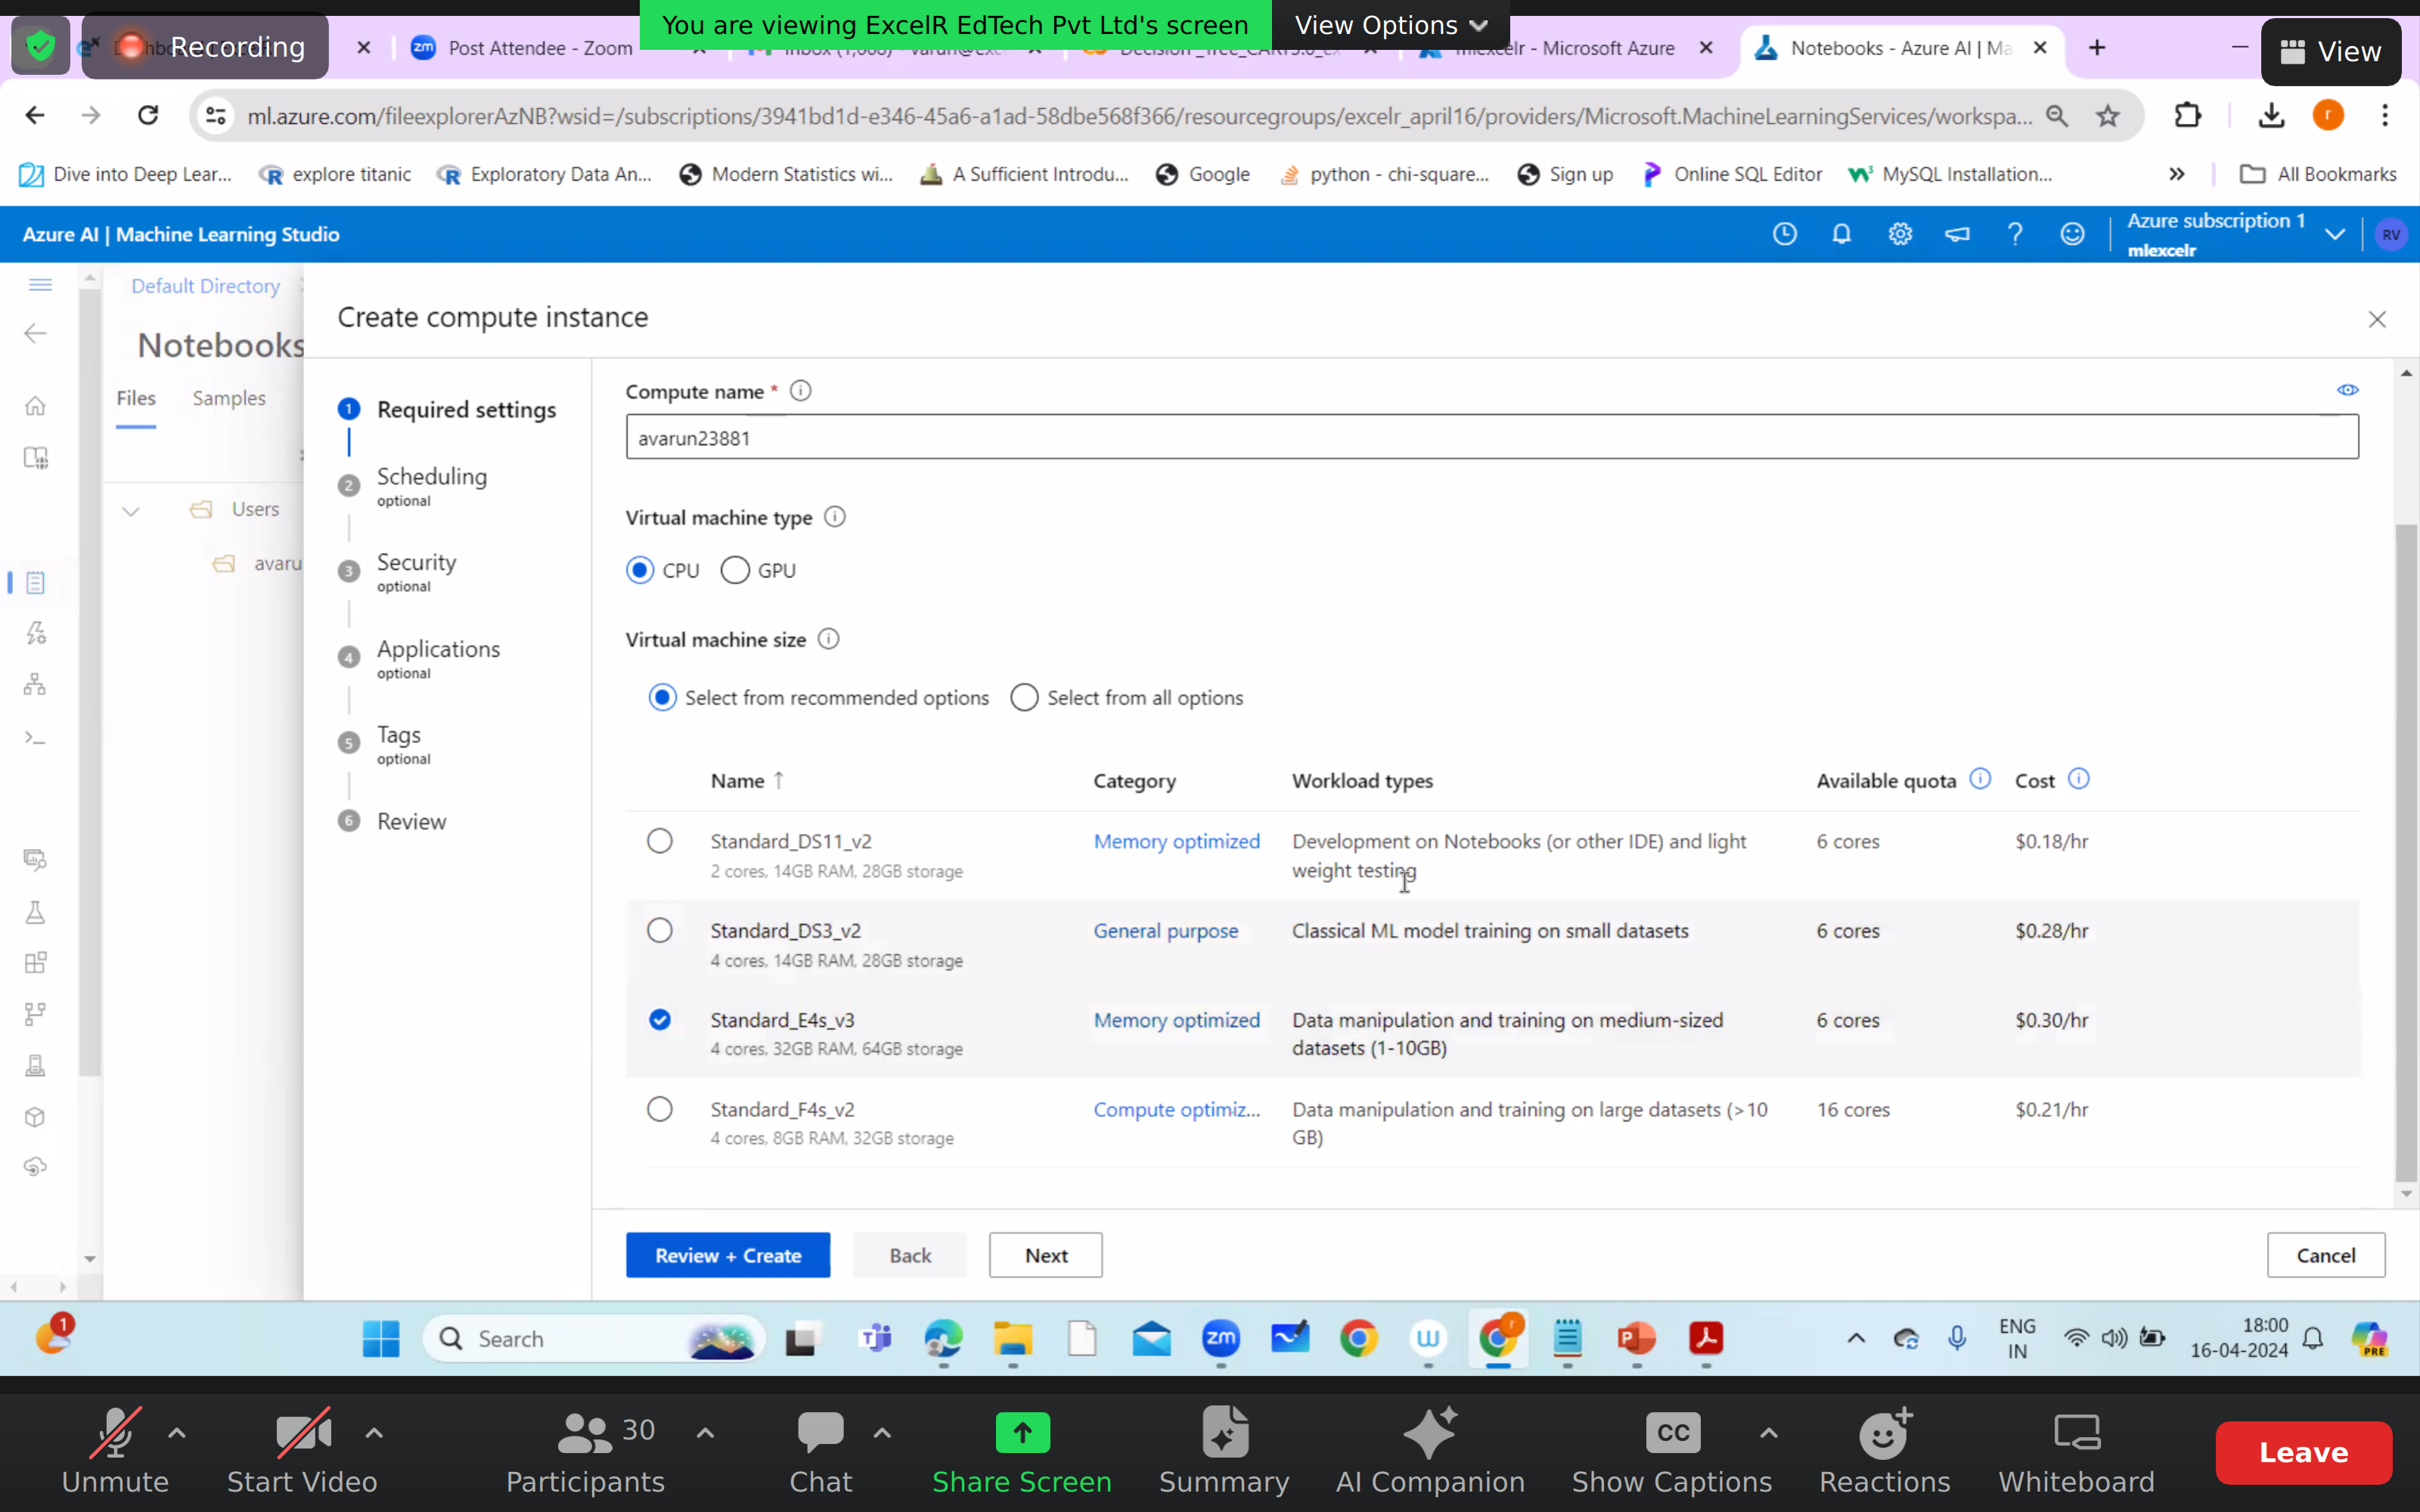 You are viewing ExcelR EdTech Pvt Ltd's screen
View Options
Recording
Post Attendee - Zoom
mlexcelr - Microsoft Azure
Notebooks - Azure AI | Ma
View
ml.azure.com/fileexplorerAzNB?wsid=/subscriptions/3941bd1d-e346-45a6-a1ad-58dbe568f366/resourcegroups/excelr_april16/providers/Microsoft.MachineLearningServices/workspa...
r
Dive into Deep Lear...
explore titanic
Exploratory Data An...
Modern Statistics wi...
A Sufficient Introdu...
Google
python - chi-square...
Sign up
Online SQL Editor
MySQL Installation...
All Bookmarks
Azure AI | Machine Learning Studio
Azure subscription 1
mlexcelr
RV
Default Directory
Notebooks
Files
Samples
Users
avaru
Create compute instance
1 Required settings
2 Scheduling
optional
3 Security
optional
4 Applications
optional
5 Tags
optional
6 Review
Compute name *
avarun23881
Virtual machine type
CPU
GPU
Virtual machine size
Select from recommended options
Select from all options
Name ↑
Category
Workload types
Available quota
Cost
Standard_DS11_v2
2 cores, 14GB RAM, 28GB storage
Memory optimized
Development on Notebooks (or other IDE) and light
weight testing
6 cores
$0.18/hr
Standard_DS3_v2
4 cores, 14GB RAM, 28GB storage
General purpose
Classical ML model training on small datasets
6 cores
$0.28/hr
Standard_E4s_v3
4 cores, 32GB RAM, 64GB storage
Memory optimized
Data manipulation and training on medium-sized
datasets (1-10GB)
6 cores
$0.30/hr
Standard_F4s_v2
4 cores, 8GB RAM, 32GB storage
Compute optimiz...
Data manipulation and training on large datasets (>10
GB)
16 cores
$0.21/hr
Review + Create
Back
Next
Cancel
1
Search
zm
ENG
IN
18:00
16-04-2024
PRE
Unmute
Start Video
30
Participants
Chat
Share Screen
Summary
AI Companion
CC
Show Captions
Reactions
Whiteboard
Leave